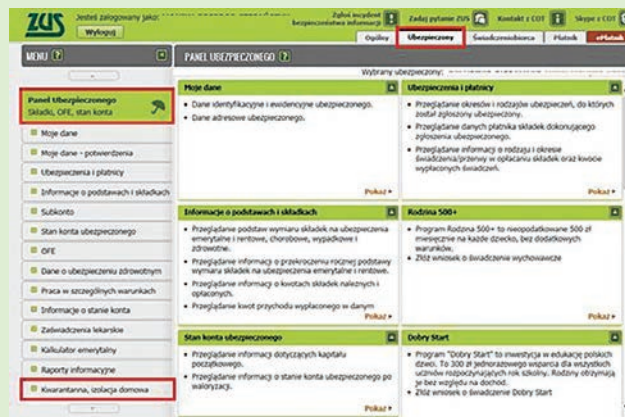 ZUS
Jesteś zalogowany jako:
Wyloguj
Zgłoś incydent
bezpieczeństwa informacji
Zadaj pytanie ZUS
Kontakt z COT
Skype z COT
Ogólny
Ubezpieczony
Świadczeniobiorca
Płatnik
ePłatnik
MENU
PANEL UBEZPIECZONEGO
Wybrany ubezpieczony:
Panel Ubezpieczonego
Składki, OFE, stan konta
Moje dane
Moje dane - potwierdzenia
Ubezpieczenia i płatnicy
Informacje o podstawach i składkach
Subkonto
Stan konta ubezpieczonego
OFE
Dane o ubezpieczeniu zdrowotnym
Praca w szczególnych warunkach
Informacje o stanie konta
Zaświadczenia lekarskie
Kalkulator emerytalny
Raporty informacyjne
Kwarantanna, izolacja domowa
Moje dane
• Dane identyfikacyjne i ewidencyjne ubezpieczonego.
• Dane adresowe ubezpieczonego.
Pokaż
Ubezpieczenia i płatnicy
• Przeglądanie okresów i rodzajów ubezpieczeń, do których
został zgłoszony ubezpieczony.
• Przeglądanie danych płatnika składek dokonującego
zgłoszenia ubezpieczonego.
• Przeglądanie informacji o rodzaju i okresie
świadczenia/przerwy w opłacaniu składek oraz kwocie
wypłaconych świadczeń.
Pokaż
Informacje o podstawach i składkach
• Przeglądanie podstaw wymiaru składek na ubezpieczenia
emerytalne i rentowe, chorobowe, wypadkowe i
zdrowotne.
• Przeglądanie informacji o przekroczeniu rocznej podstawy
wymiaru składek na ubezpieczenia emerytalne i rentowe.
• Przeglądanie informacji o kwotach składek należnych i
opłaconych.
• Przeglądanie kwot przychodu wypłaconego w danym
Pokaż
Rodzina 500+
• Program Rodzina 500+ to nieopodatkowane 500 zł
miesięcznie na każde dziecko, bez dodatkowych
warunków.
• Złóż wniosek o świadczenie wychowawcze
Pokaż
Stan konta ubezpieczonego
• Przeglądanie informacji dotyczących kapitału
początkowego.
• Przeglądanie informacji o stanie konta ubezpieczonego po
waloryzacji.
Dobry Start
• Program "Dobry Start" to inwestycja w edukację polskich
dzieci. To 300 zł jednorazowego wsparcia dla wszystkich
uczniów rozpoczynających rok szkolny. Rodziny otrzymają
je bez względu na dochód.
• Złóż wniosek o świadczenie Dobry Start